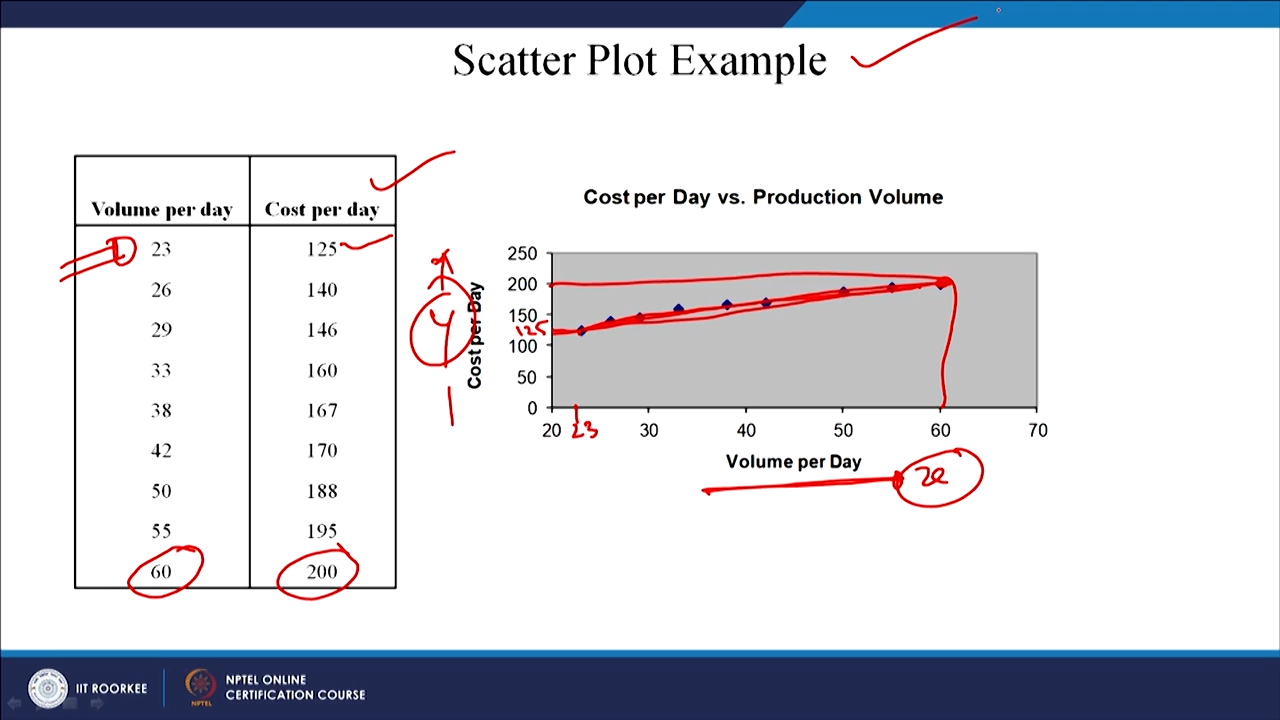 Scatter Plot Example
Volume per day Cost per day
23 125
26 140
29 146
33 160
38 167
42 170
50 188
55 195
60 200
Cost per Day vs. Production Volume
Cost per Day
y
250
200
150
125
100
50
0
20 23 30 40 50 60 70
Volume per Day
x
IIT ROORKEE
NPTEL
NPTEL ONLINE
CERTIFICATION COURSE